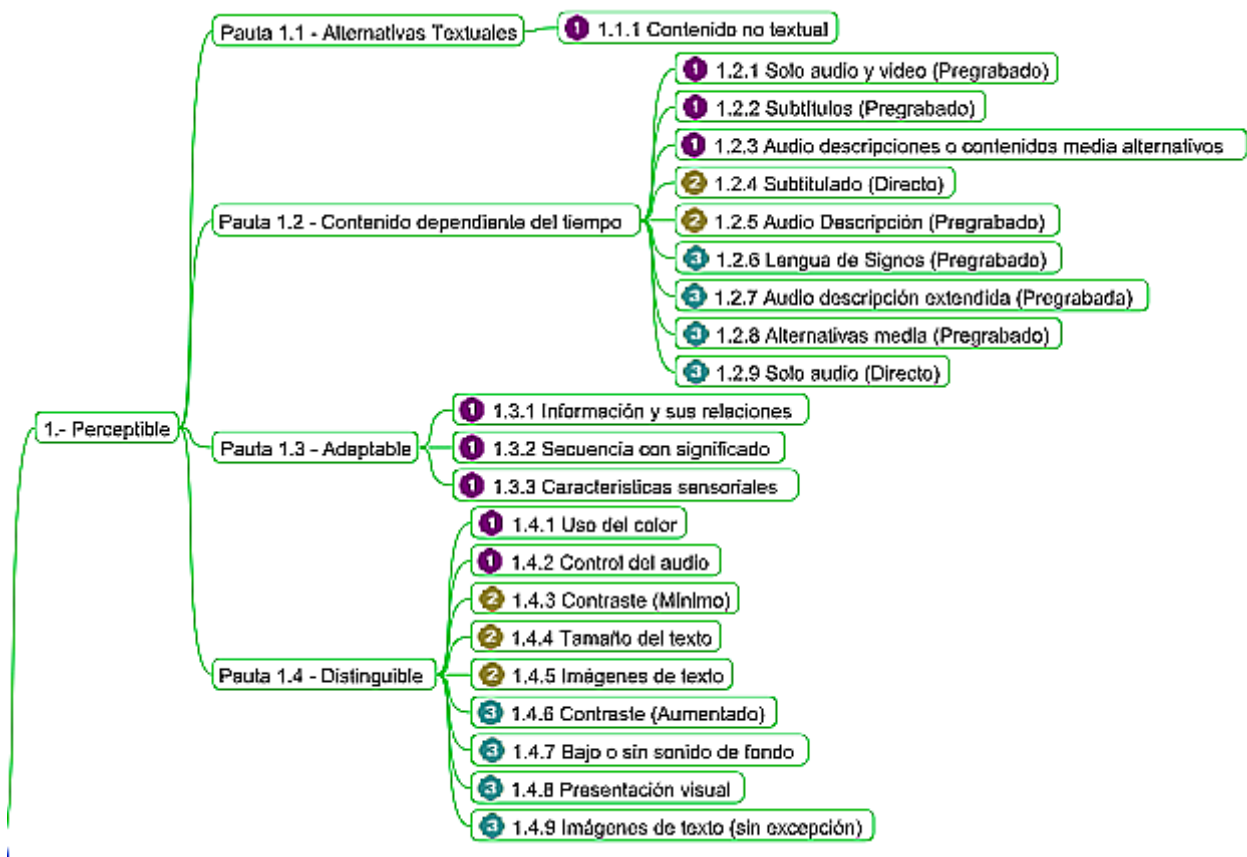 1.- Perceptible
Pauta 1.1 - Alternativas Textuales
1 1.1.1 Contenido no textual
Pauta 1.2 - Contenido dependiente del tiempo
1 1.2.1 Solo audio y video (Pregrabado)
1 1.2.2 Subtítulos (Pregrabado)
1 1.2.3 Audio descripciones o contenidos media alternativos
2 1.2.4 Subtitulado (Directo)
2 1.2.5 Audio Descripción (Pregrabado)
3 1.2.6 Lengua de Signos (Pregrabado)
3 1.2.7 Audio descripción extendida (Pregrabada)
3 1.2.8 Alternativas media (Pregrabado)
3 1.2.9 Solo audio (Directo)
Pauta 1.3 - Adaptable
1 1.3.1 Información y sus relaciones
1 1.3.2 Secuencia con significado
1 1.3.3 Caracteristicas sensoriales
Pauta 1.4 - Distinguible
1 1.4.1 Uso del color
1 1.4.2 Control del audio
2 1.4.3 Contraste (Mínimo)
2 1.4.4 Tamaño del texto
2 1.4.5 Imágenes de texto
3 1.4.6 Contraste (Aumentado)
3 1.4.7 Bajo o sin sonido de fondo
3 1.4.8 Presentación visual
3 1.4.9 Imágenes de texto (sin excepción)